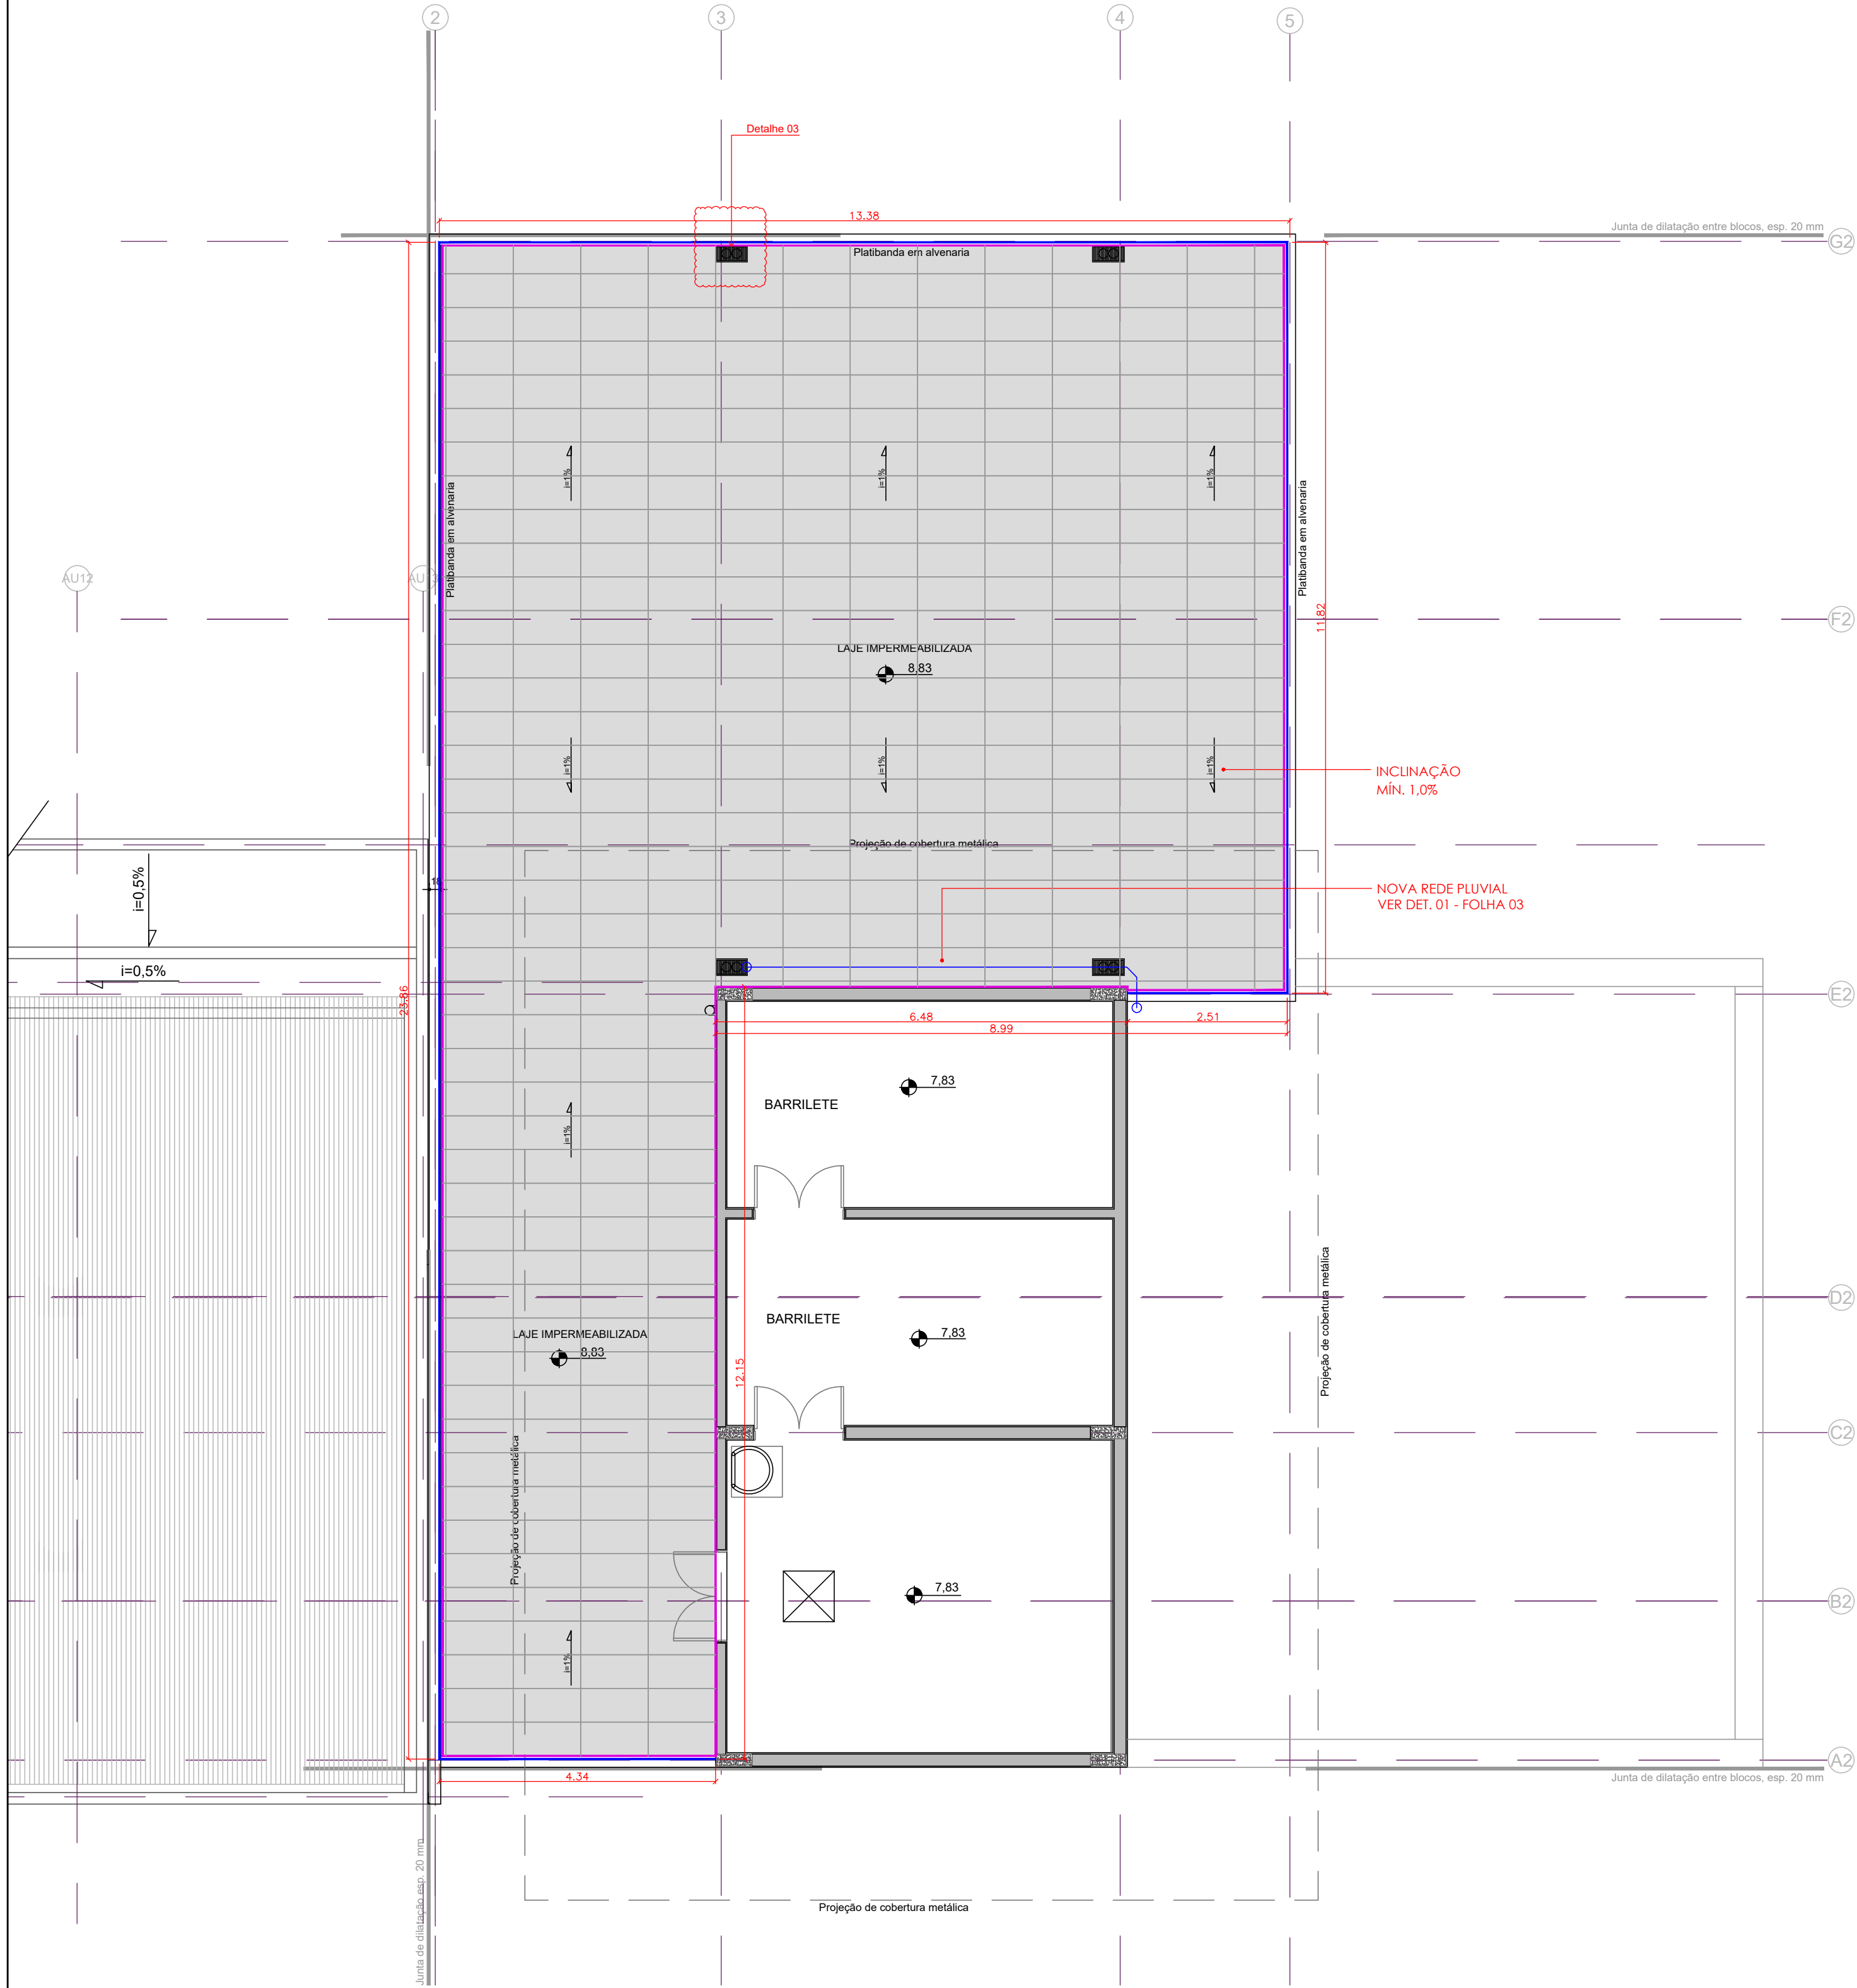 2
3
4
5
Detalhe 03
13.38
Junta de dilatação entre blocos, esp. 20 mm
G2
Platibanda em alvenaria
i=1%
i=1%
i=1%
Platibanda em alvenaria
Platibanda em alvenaria
AU12
11.82
F2
LAJE IMPERMEABILIZADA
8,83
i=1%
i=1%
i=1%
INCLINAÇÃO
MÍN. 1,0%
Projeção de cobertura metálica
i=0,5%
NOVA REDE PLUVIAL
VER DET. 01 - FOLHA 03
i=0,5%
23.86
E2
6.48
2.51
8.99
7,83
BARRILETE
i=1%
Projeção de cobertura metálica
D2
BARRILETE
7,83
LAJE IMPERMEABILIZADA
8,83
12.15
C2
Projeção de cobertura metálica
7,83
B2
i=1%
A2
4.34
Junta de dilatação entre blocos, esp. 20 mm
Junta de dilatação esp. 20 mm
Projeção de cobertura metálica